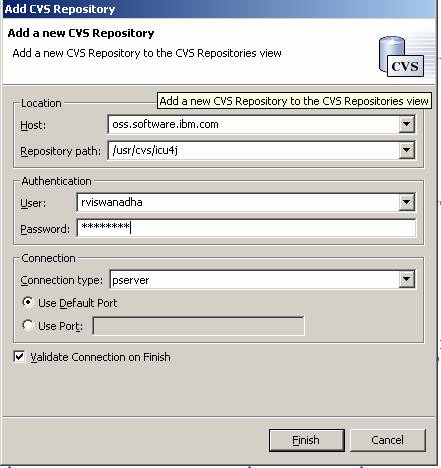 Add CVS Repository
Add a new CVS Repository
Add a new CVS Repository to the CVS Repositories view
CVS
Add a new CVS Repository to the CVS Repositories view
Location
Host: oss.software.ibm.com
Repository path: /usr/cvs/icu4j
Authentication
User: rviswanadha
Password: ********
Connection
Connection type: pserver
Use Default Port
Use Port:
Validate Connection on Finish
Finish Cancel